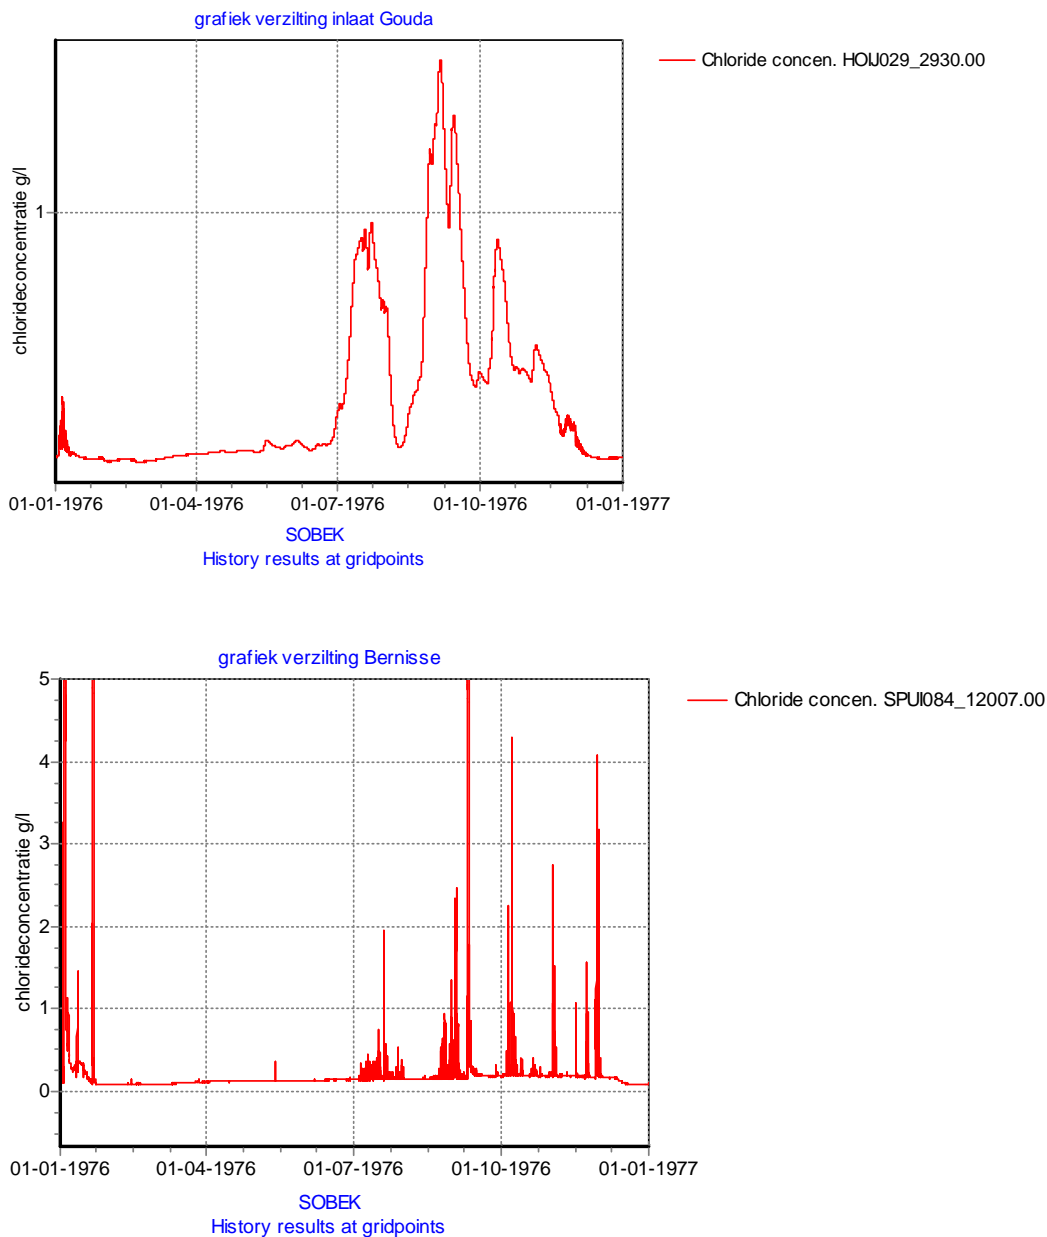 grafiek verzilting inlaat Gouda
Chloride concen. HOIJ029_2930.00
chlorideconcentratie g/l
1
01-01-1976 01-04-1976 01-07-1976 01-10-1976 01-01-1977
SOBEK
History results at gridpoints
grafiek verzilting Bernisse
Chloride concen. SPUI084_12007.00
chlorideconcentratie g/l
5
4
3
2
1
0
01-01-1976 01-04-1976 01-07-1976 01-10-1976 01-01-1977
SOBEK
History results at gridpoints